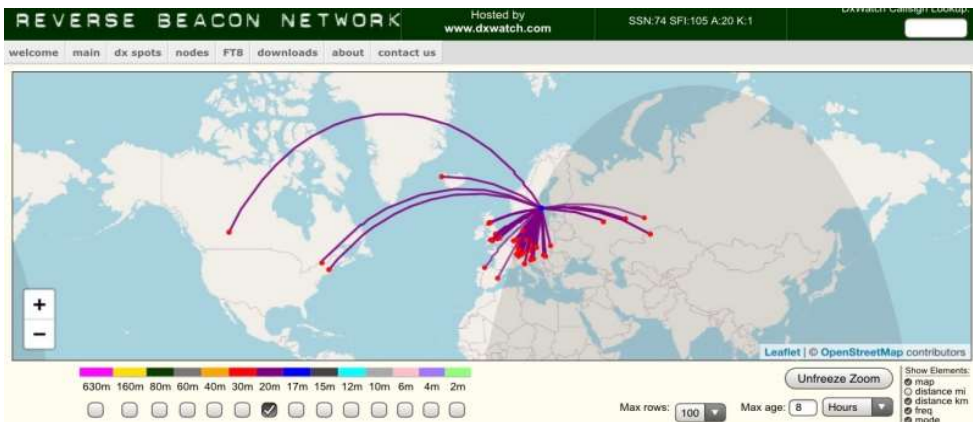 REVERSE BEACON NETWORK
Hosted by
www.dxwatch.com
SSN:74 SFI:105 A:20 K:1
DXWatch Callsign Lookup:
welcome main dx spots nodes FT8 downloads about contact us
+
−
Leaflet | © OpenStreetMap contributors
630m 160m 80m 60m 40m 30m 20m 17m 15m 12m 10m 6m 4m 2m
Unfreeze Zoom
Max rows: 100 Max age: 8 Hours
Show Elements:
map
distance mi
distance km
freq
mode